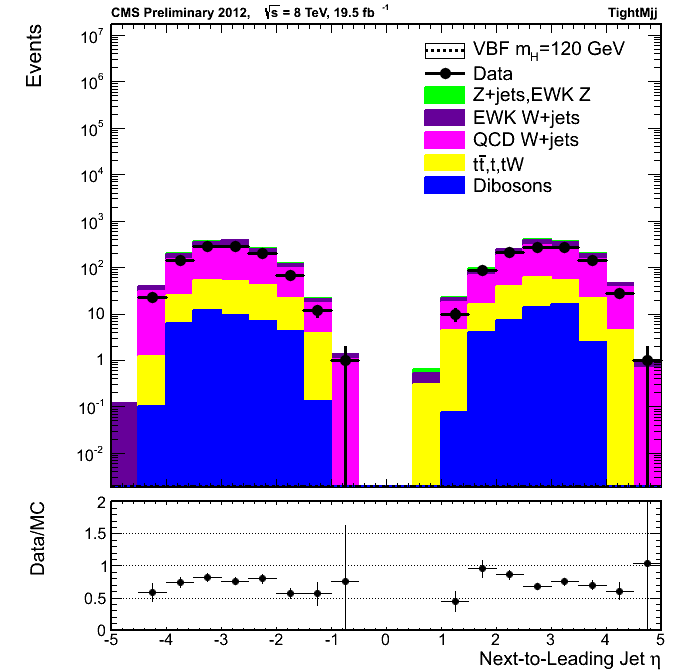 CMS Preliminary 2012, √s = 8 TeV, 19.5 fb⁻¹ TightMjj
Events
10⁷
10⁶
10⁵
10⁴
10³
10²
10
1
10⁻¹
10⁻²
VBF m_H=120 GeV
Data
Z+jets,EWK Z
EWK W+jets
QCD W+jets
tt̄,t,tW
Dibosons
Data/MC
2
1.5
1
0.5
0
-5 -4 -3 -2 -1 0 1 2 3 4 5
Next-to-Leading Jet η